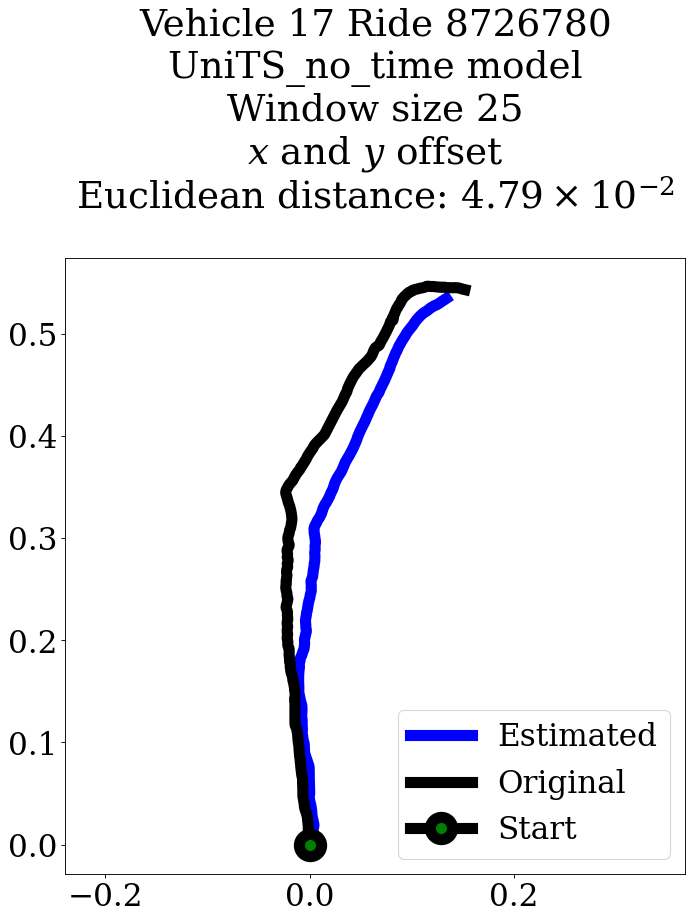 Vehicle 17 Ride 8726780
UniTS_no_time model
Window size 25
x and y offset
Euclidean distance: 4.79 × 10⁻²
0.5
0.4
0.3
0.2
0.1
0.0
−0.2
0.0
0.2
Estimated
Original
Start